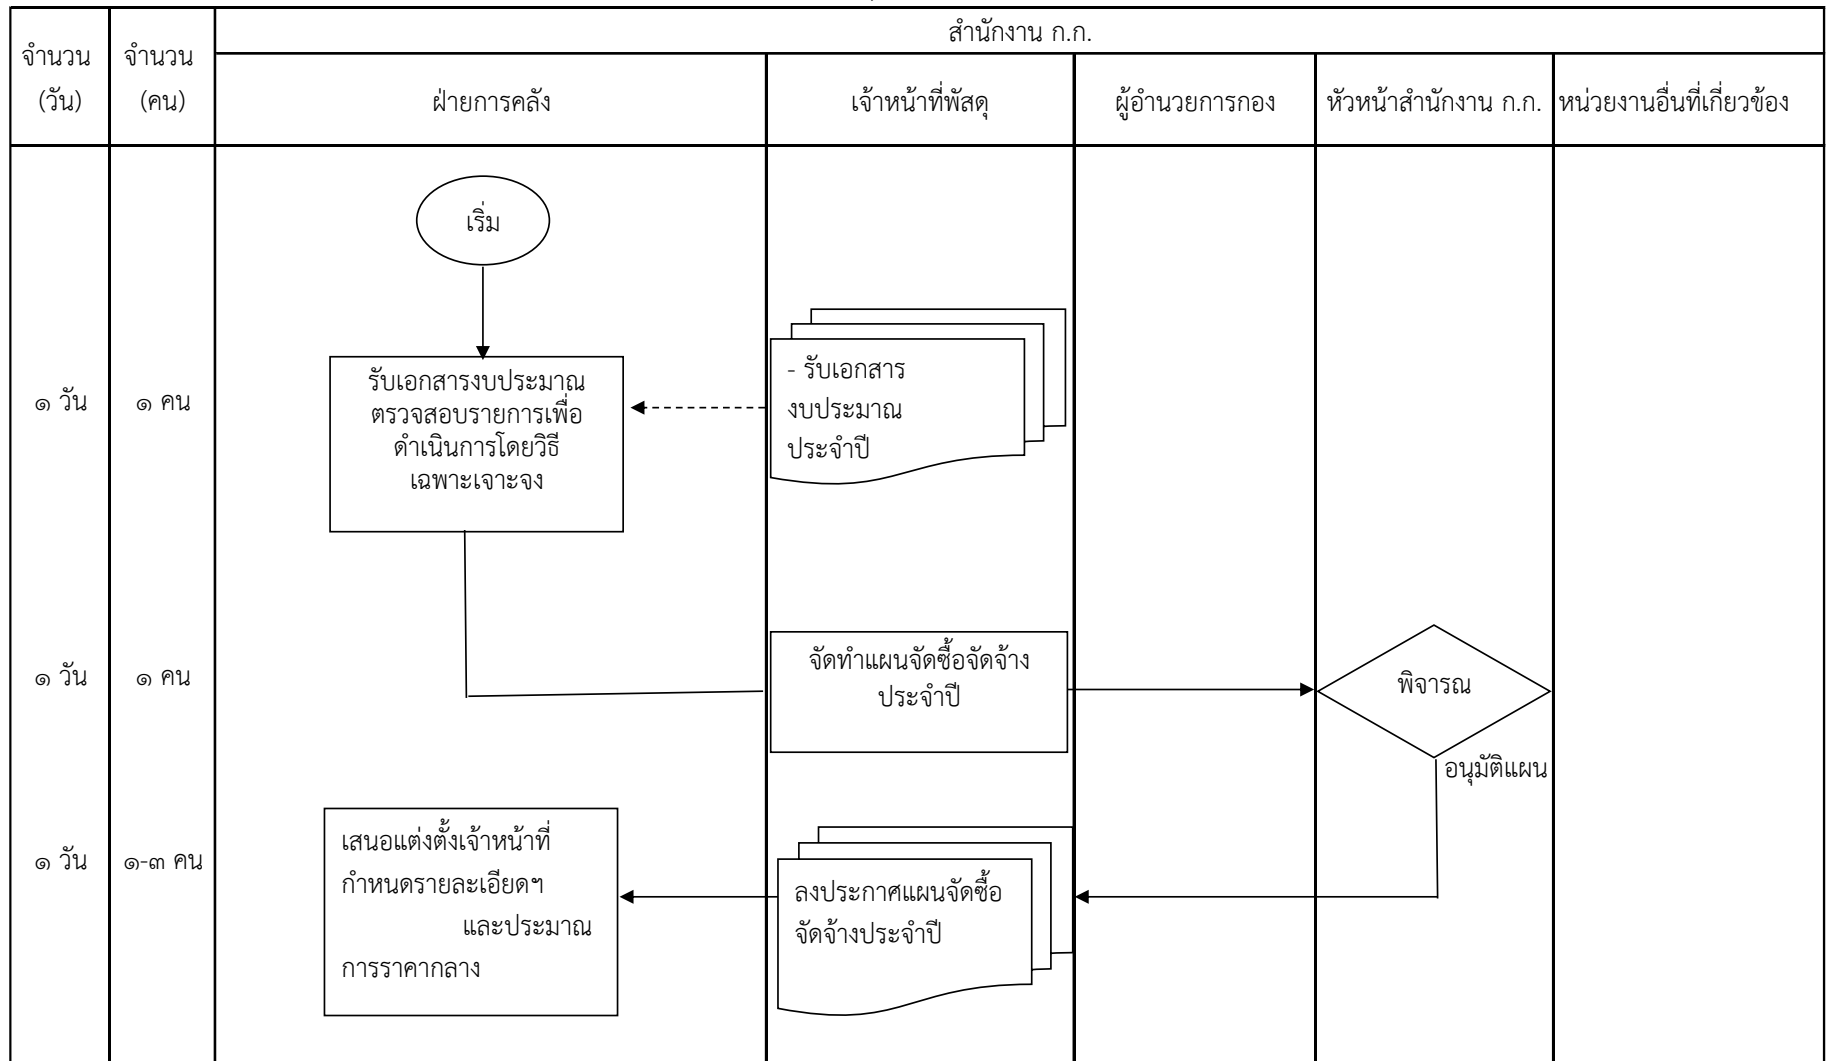 สำนักงาน ก.ก.
จำนวน
(วัน)
จำนวน
(คน)
ฝ่ายการคลัง
เจ้าหน้าที่พัสดุ
ผู้อำนวยการกอง
หัวหน้าสำนักงาน ก.ก.
หน่วยงานอื่นที่เกี่ยวข้อง
เริ่ม
๑ วัน
๑ คน
รับเอกสารงบประมาณ
ตรวจสอบรายการเพื่อ
ดำเนินการโดยวิธี
เฉพาะเจาะจง
- รับเอกสาร
งบประมาณ
ประจำปี
๑ วัน
๑ คน
จัดทำแผนจัดซื้อจัดจ้าง
ประจำปี
พิจารณ
อนุมัติแผน
๑ วัน
๑-๓ คน
เสนอแต่งตั้งเจ้าหน้าที่
กำหนดรายละเอียดฯ
และประมาณ
การราคากลาง
ลงประกาศแผนจัดซื้อ
จัดจ้างประจำปี